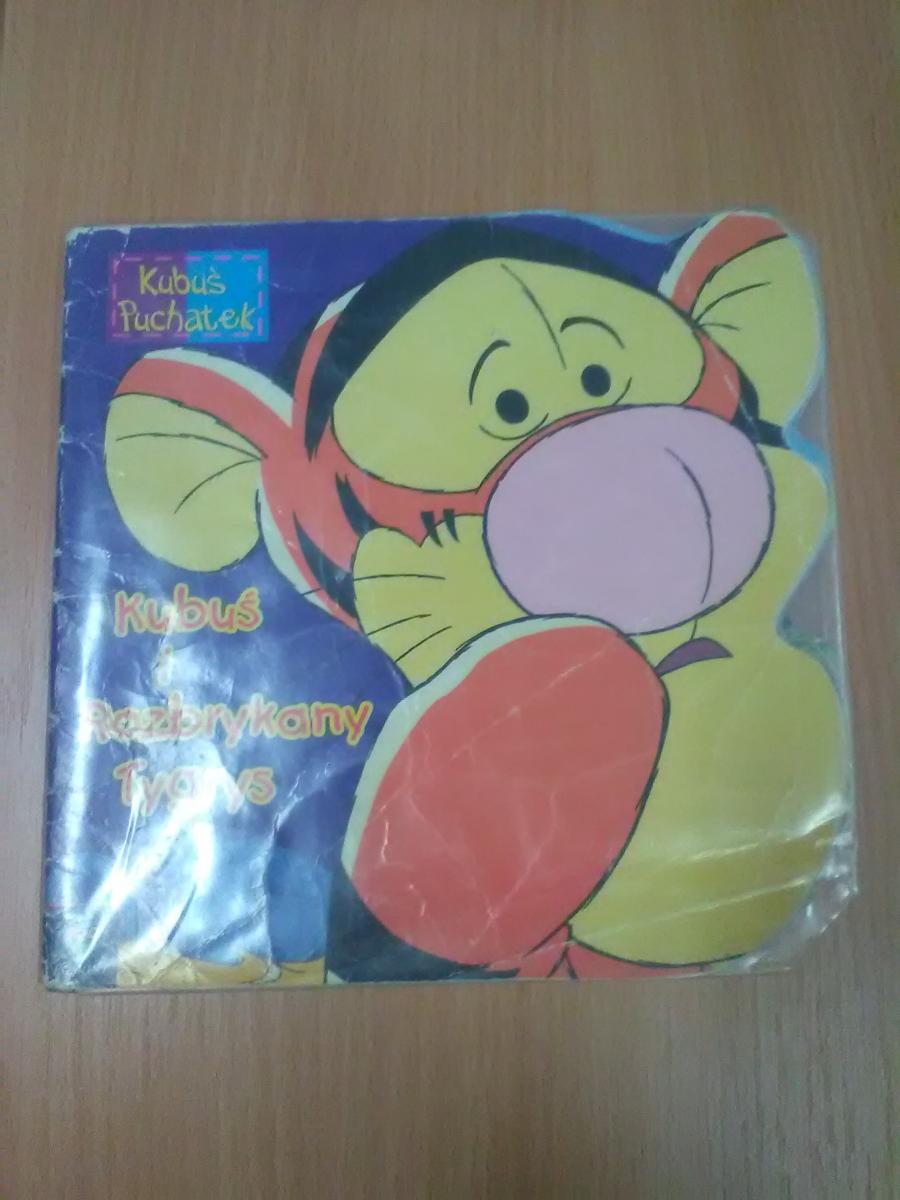 Kubuś
Puchatek
Kubuś
i
Rozbrykany
Tygrys